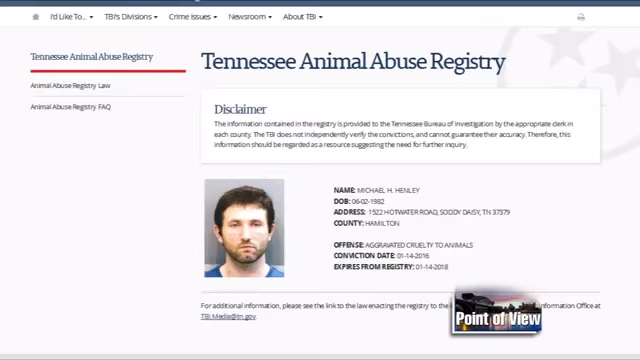 I'd Like To... TBI's Divisions Crime Issues Newsroom About TBI
Tennessee Animal Abuse Registry
Animal Abuse Registry Law
Animal Abuse Registry FAQ
Tennessee Animal Abuse Registry
Disclaimer
The information contained in the registry is provided to the Tennessee Bureau of Investigation by the appropriate clerk in
each county. The TBI does not independently verify the convictions, and cannot guarantee their accuracy. Therefore, this
information should be regarded as a resource suggesting the need for further inquiry.
NAME: MICHAEL H. HENLEY
DOB: 06-02-1982
ADDRESS: 1522 HOTWATER ROAD, SODDY DAISY, TN 37379
COUNTY: HAMILTON
OFFENSE: AGGRAVATED CRUELTY TO ANIMALS
CONVICTION DATE: 01-14-2016
EXPIRES FROM REGISTRY: 01-14-2018
For additional information, please see the link to the law enacting the registry to the information Office at
TBI.Media@tn.gov.
Point of View